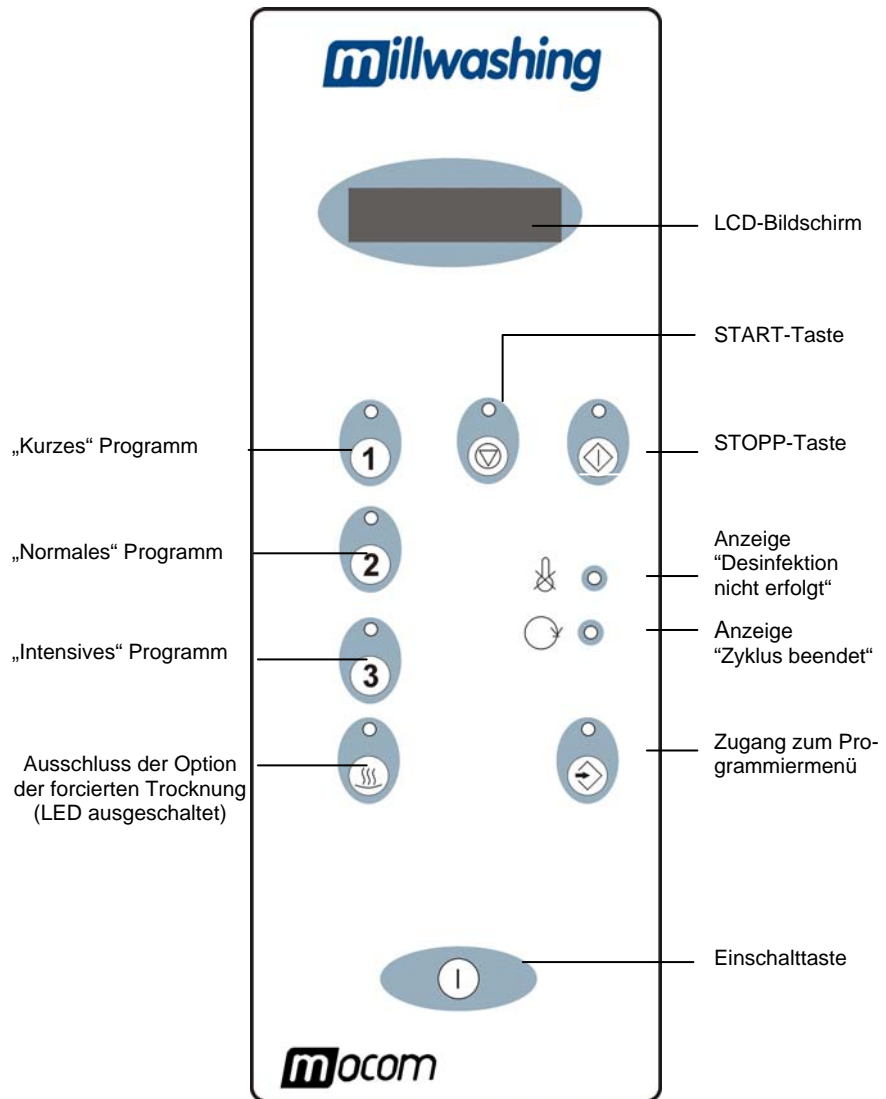 millwashing
LCD-Bildschirm
START-Taste
„Kurzes“ Programm
1
STOPP-Taste
„Normales“ Programm
2
Anzeige
“Desinfektion
nicht erfolgt“
Anzeige
“Zyklus beendet“
„Intensives“ Programm
3
Zugang zum Pro-
grammiermenü
Ausschluss der Option
der forcierten Trocknung
(LED ausgeschaltet)
Einschalttaste
mocom